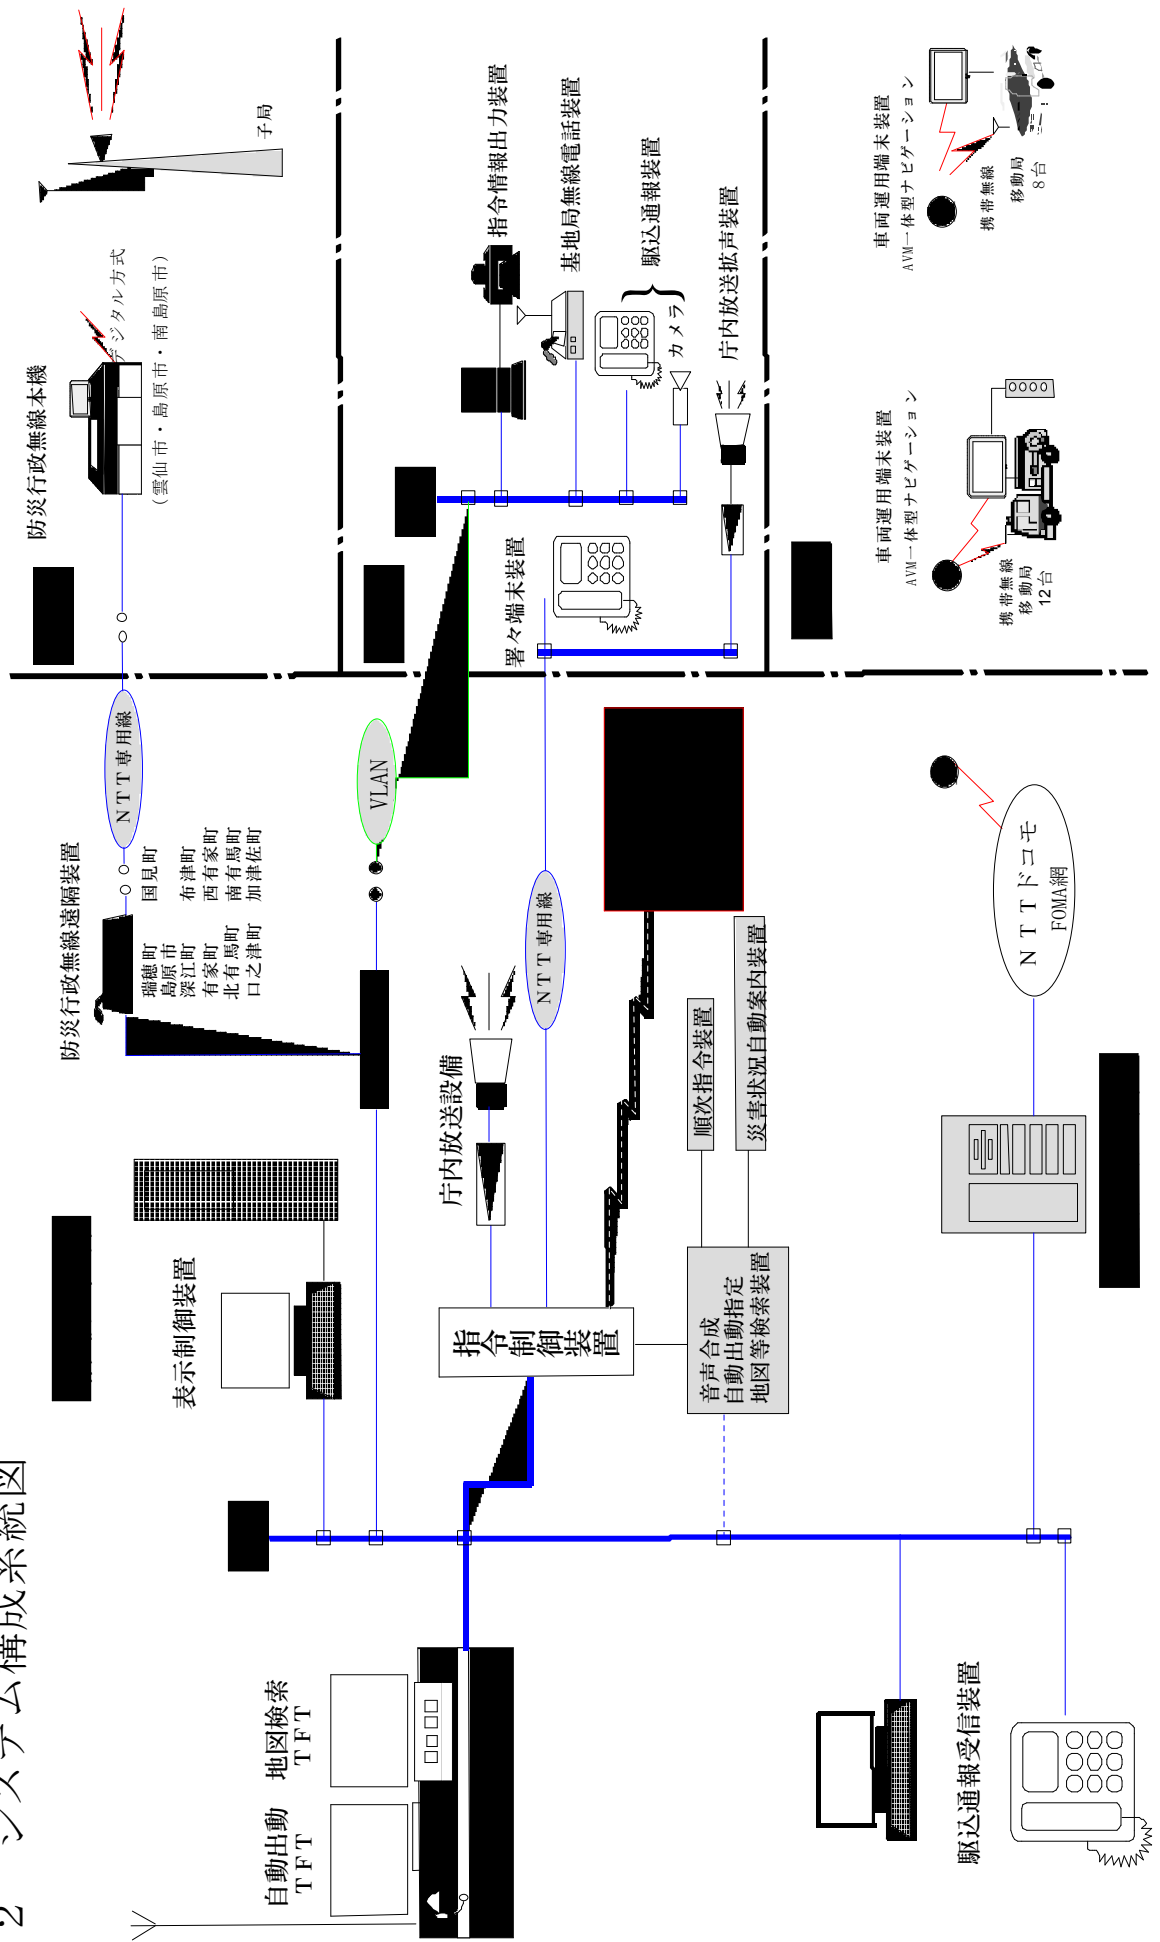 2 システム構成系統図
自動出動
TFT
地図検索
TFT
表示制御装置
防災行政無線遠隔装置
瑞穂町 国見町
島原市
深江町 布津町
有家町 西有家町
北有馬町 南有馬町
口之津町 加津佐町
NTT専用線
防災行政無線本機
デジタル方式
(雲仙市・島原市・南島原市)
子局
VLAN
庁内放送設備
指令制御装置
NTT専用線
音声合成
自動出動指定
地図等検索装置
順次指令装置
災害状況自動案内装置
指令情報出力装置
基地局無線電話装置
駆込通報装置
カメラ
庁内放送拡声装置
署々端末装置
駆込通報受信装置
NTTドコモ
FOMA網
車両運用端末装置
AVM一体型ナビゲーション
携帯無線
移動局
12台
車両運用端末装置
AVM一体型ナビゲーション
携帯無線
移動局
8台